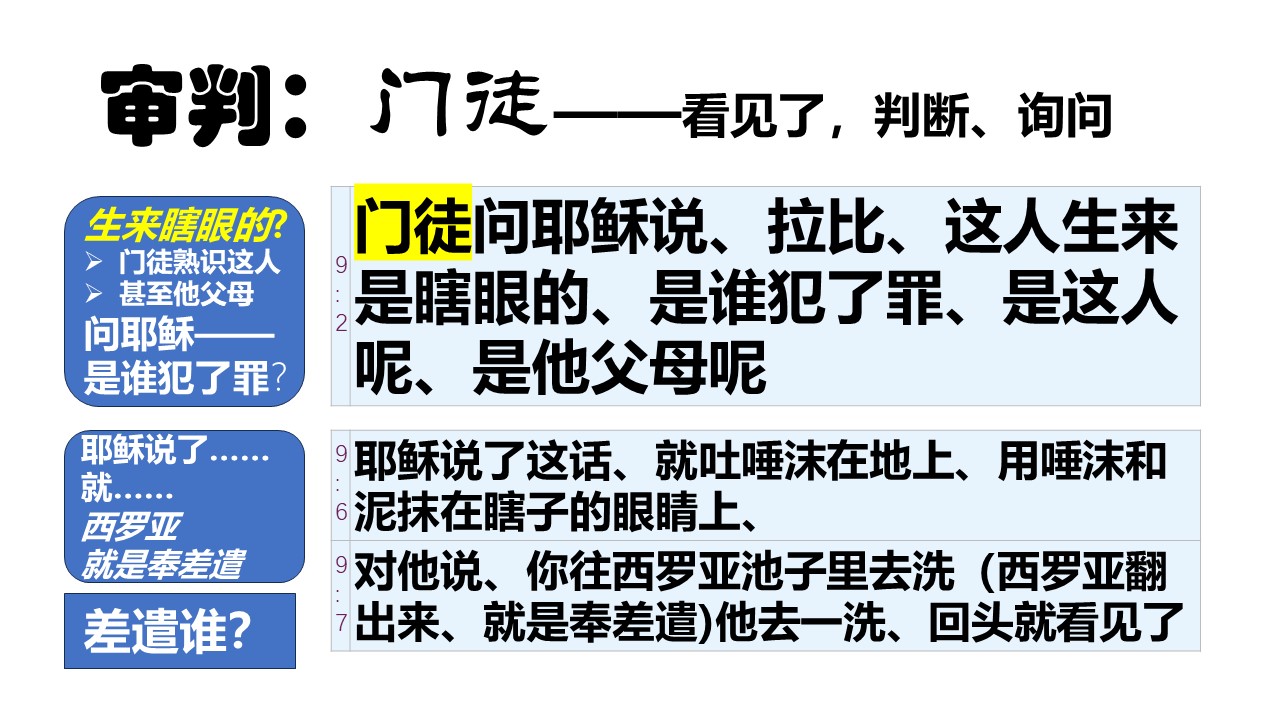 审判：门徒——看见了，判断、询问
生来瞎眼的?
➢ 门徒熟识这人
➢ 甚至他父母
问耶稣——
是谁犯了罪?
9:2
门徒问耶稣说、拉比、这人生来
是瞎眼的、是谁犯了罪、是这人
呢、是他父母呢
耶稣说了……
就……
西罗亚
就是奉差遣
差遣谁？
9:6
耶稣说了这话、就吐唾沫在地上、用唾沫和
泥抹在瞎子的眼睛上、
9:7
对他说、你往西罗亚池子里去洗（西罗亚翻
出来、就是奉差遣)他去一洗、回头就看见了